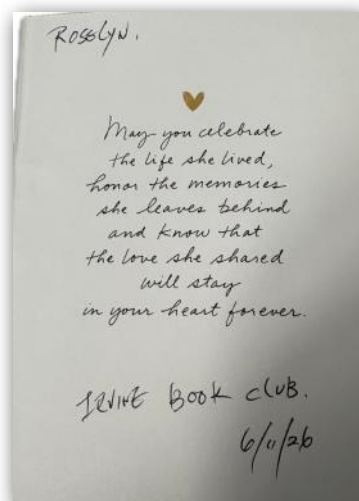 ROSELYN.
May you celebrate
the life she lived,
honor the memories
she leaves behind
and know that
the love she shared
will stay
in your heart forever.
IRVINE BOOK CLUB.
6/11/26